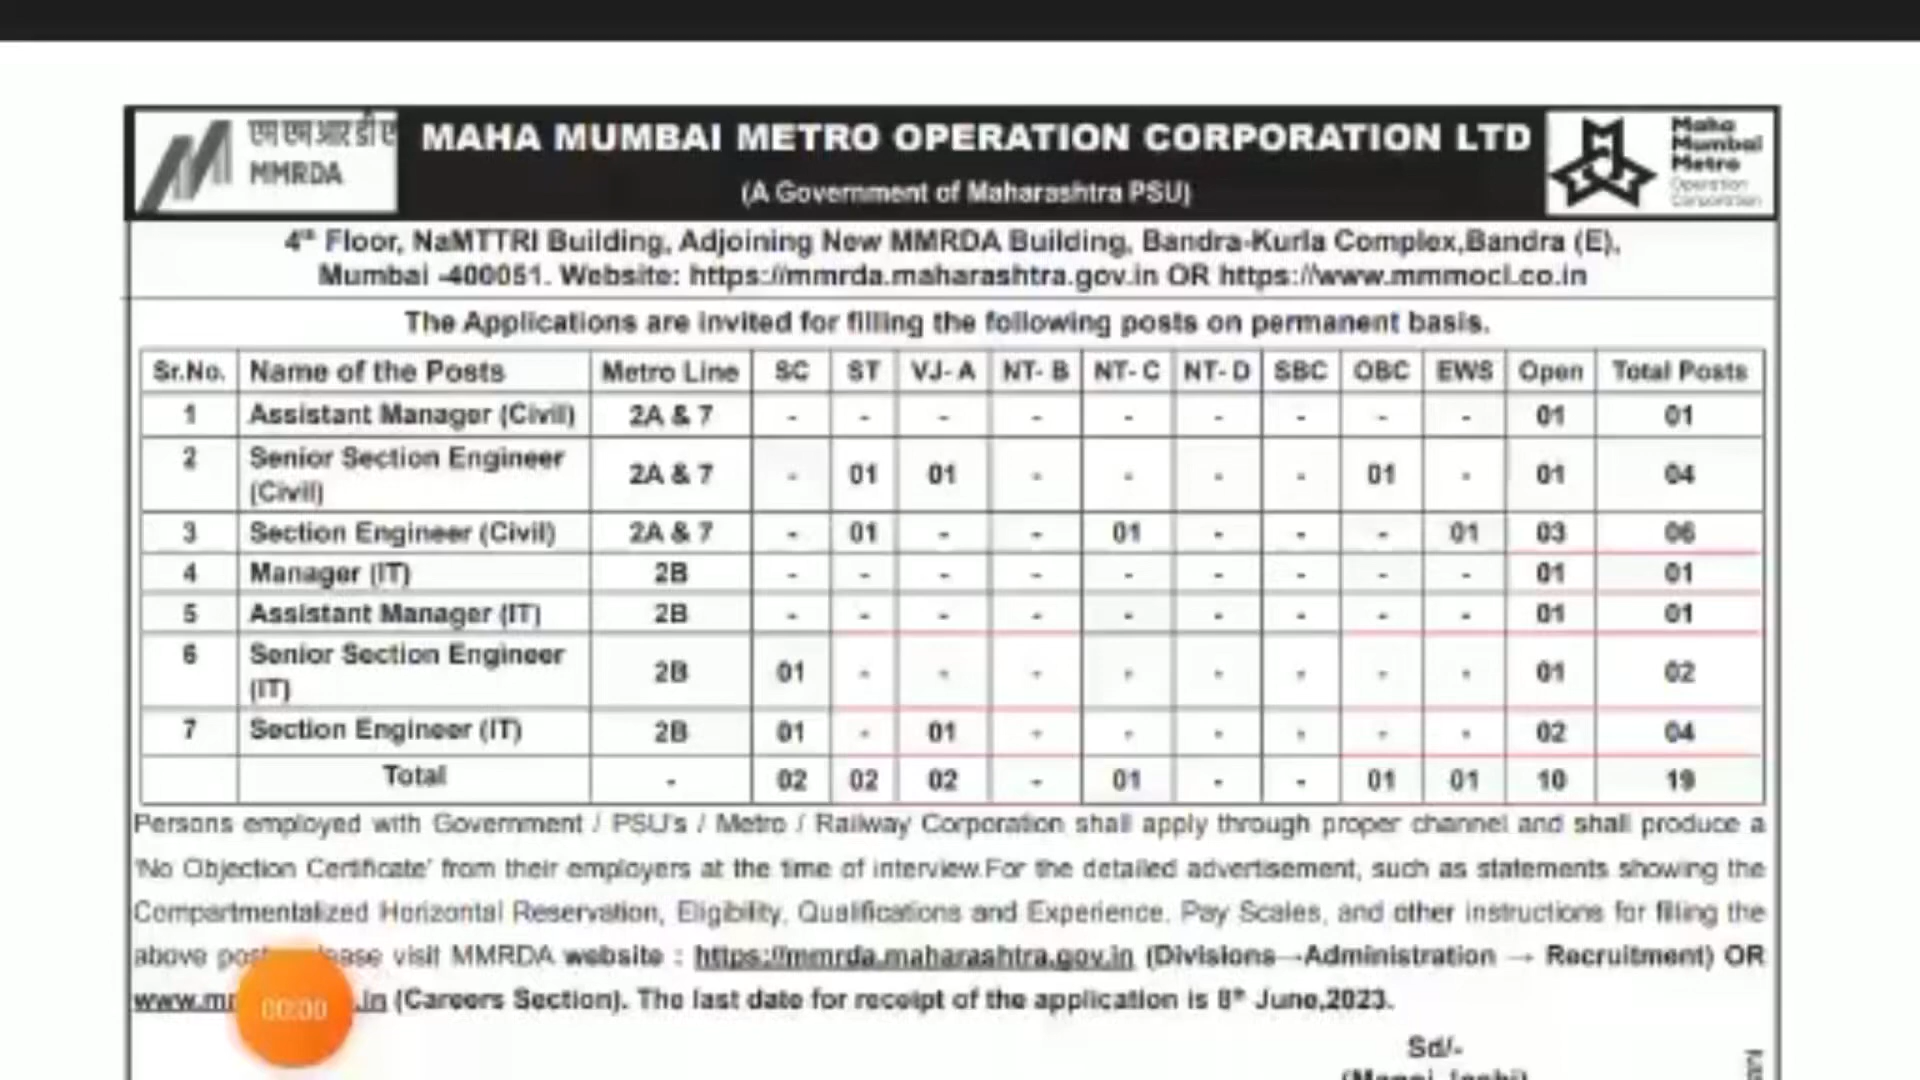 एम एम आर डी ए
MMRDA
MAHA MUMBAI METRO OPERATION CORPORATION LTD
(A Government of Maharashtra PSU)
Maha
Mumbai
Metro
Operation
Corporation
4th Floor, NaMTTRI Building, Adjoining New MMRDA Building, Bandra-Kurla Complex,Bandra (E),
Mumbai -400051. Website: https://mmrda.maharashtra.gov.in OR https://www.mmmocl.co.in
The Applications are invited for filling the following posts on permanent basis.
Sr.No. Name of the Posts Metro Line SC ST VJ- A NT- B NT- C NT- D SBC OBC EWS Open Total Posts
1 Assistant Manager (Civil) 2A & 7 - - - - - - - - - 01 01
2 Senior Section Engineer (Civil) 2A & 7 - 01 01 - - - - 01 - 01 04
3 Section Engineer (Civil) 2A & 7 - 01 - - 01 - - - 01 03 06
4 Manager (IT) 2B - - - - - - - - - 01 01
5 Assistant Manager (IT) 2B - - - - - - - - - 01 01
6 Senior Section Engineer (IT) 2B 01 - - - - - - - - 01 02
7 Section Engineer (IT) 2B 01 - 01 - - - - - - 02 04
Total - 02 02 02 - 01 - - 01 01 10 19
Persons employed with Government / PSU's / Metro / Railway Corporation shall apply through proper channel and shall produce a
'No Objection Certificate' from their employers at the time of interview.For the detailed advertisement, such as statements showing the
Compartmentalized Horizontal Reservation, Eligibility, Qualifications and Experience, Pay Scales, and other instructions for filling the
above visit MMRDA website : https://mmrda.maharashtra.gov.in (Divisions→Administration → Recruitment) OR
.in (Careers Section). The last date for receipt of the application is 8th June,2023.
00:00
Sd/-